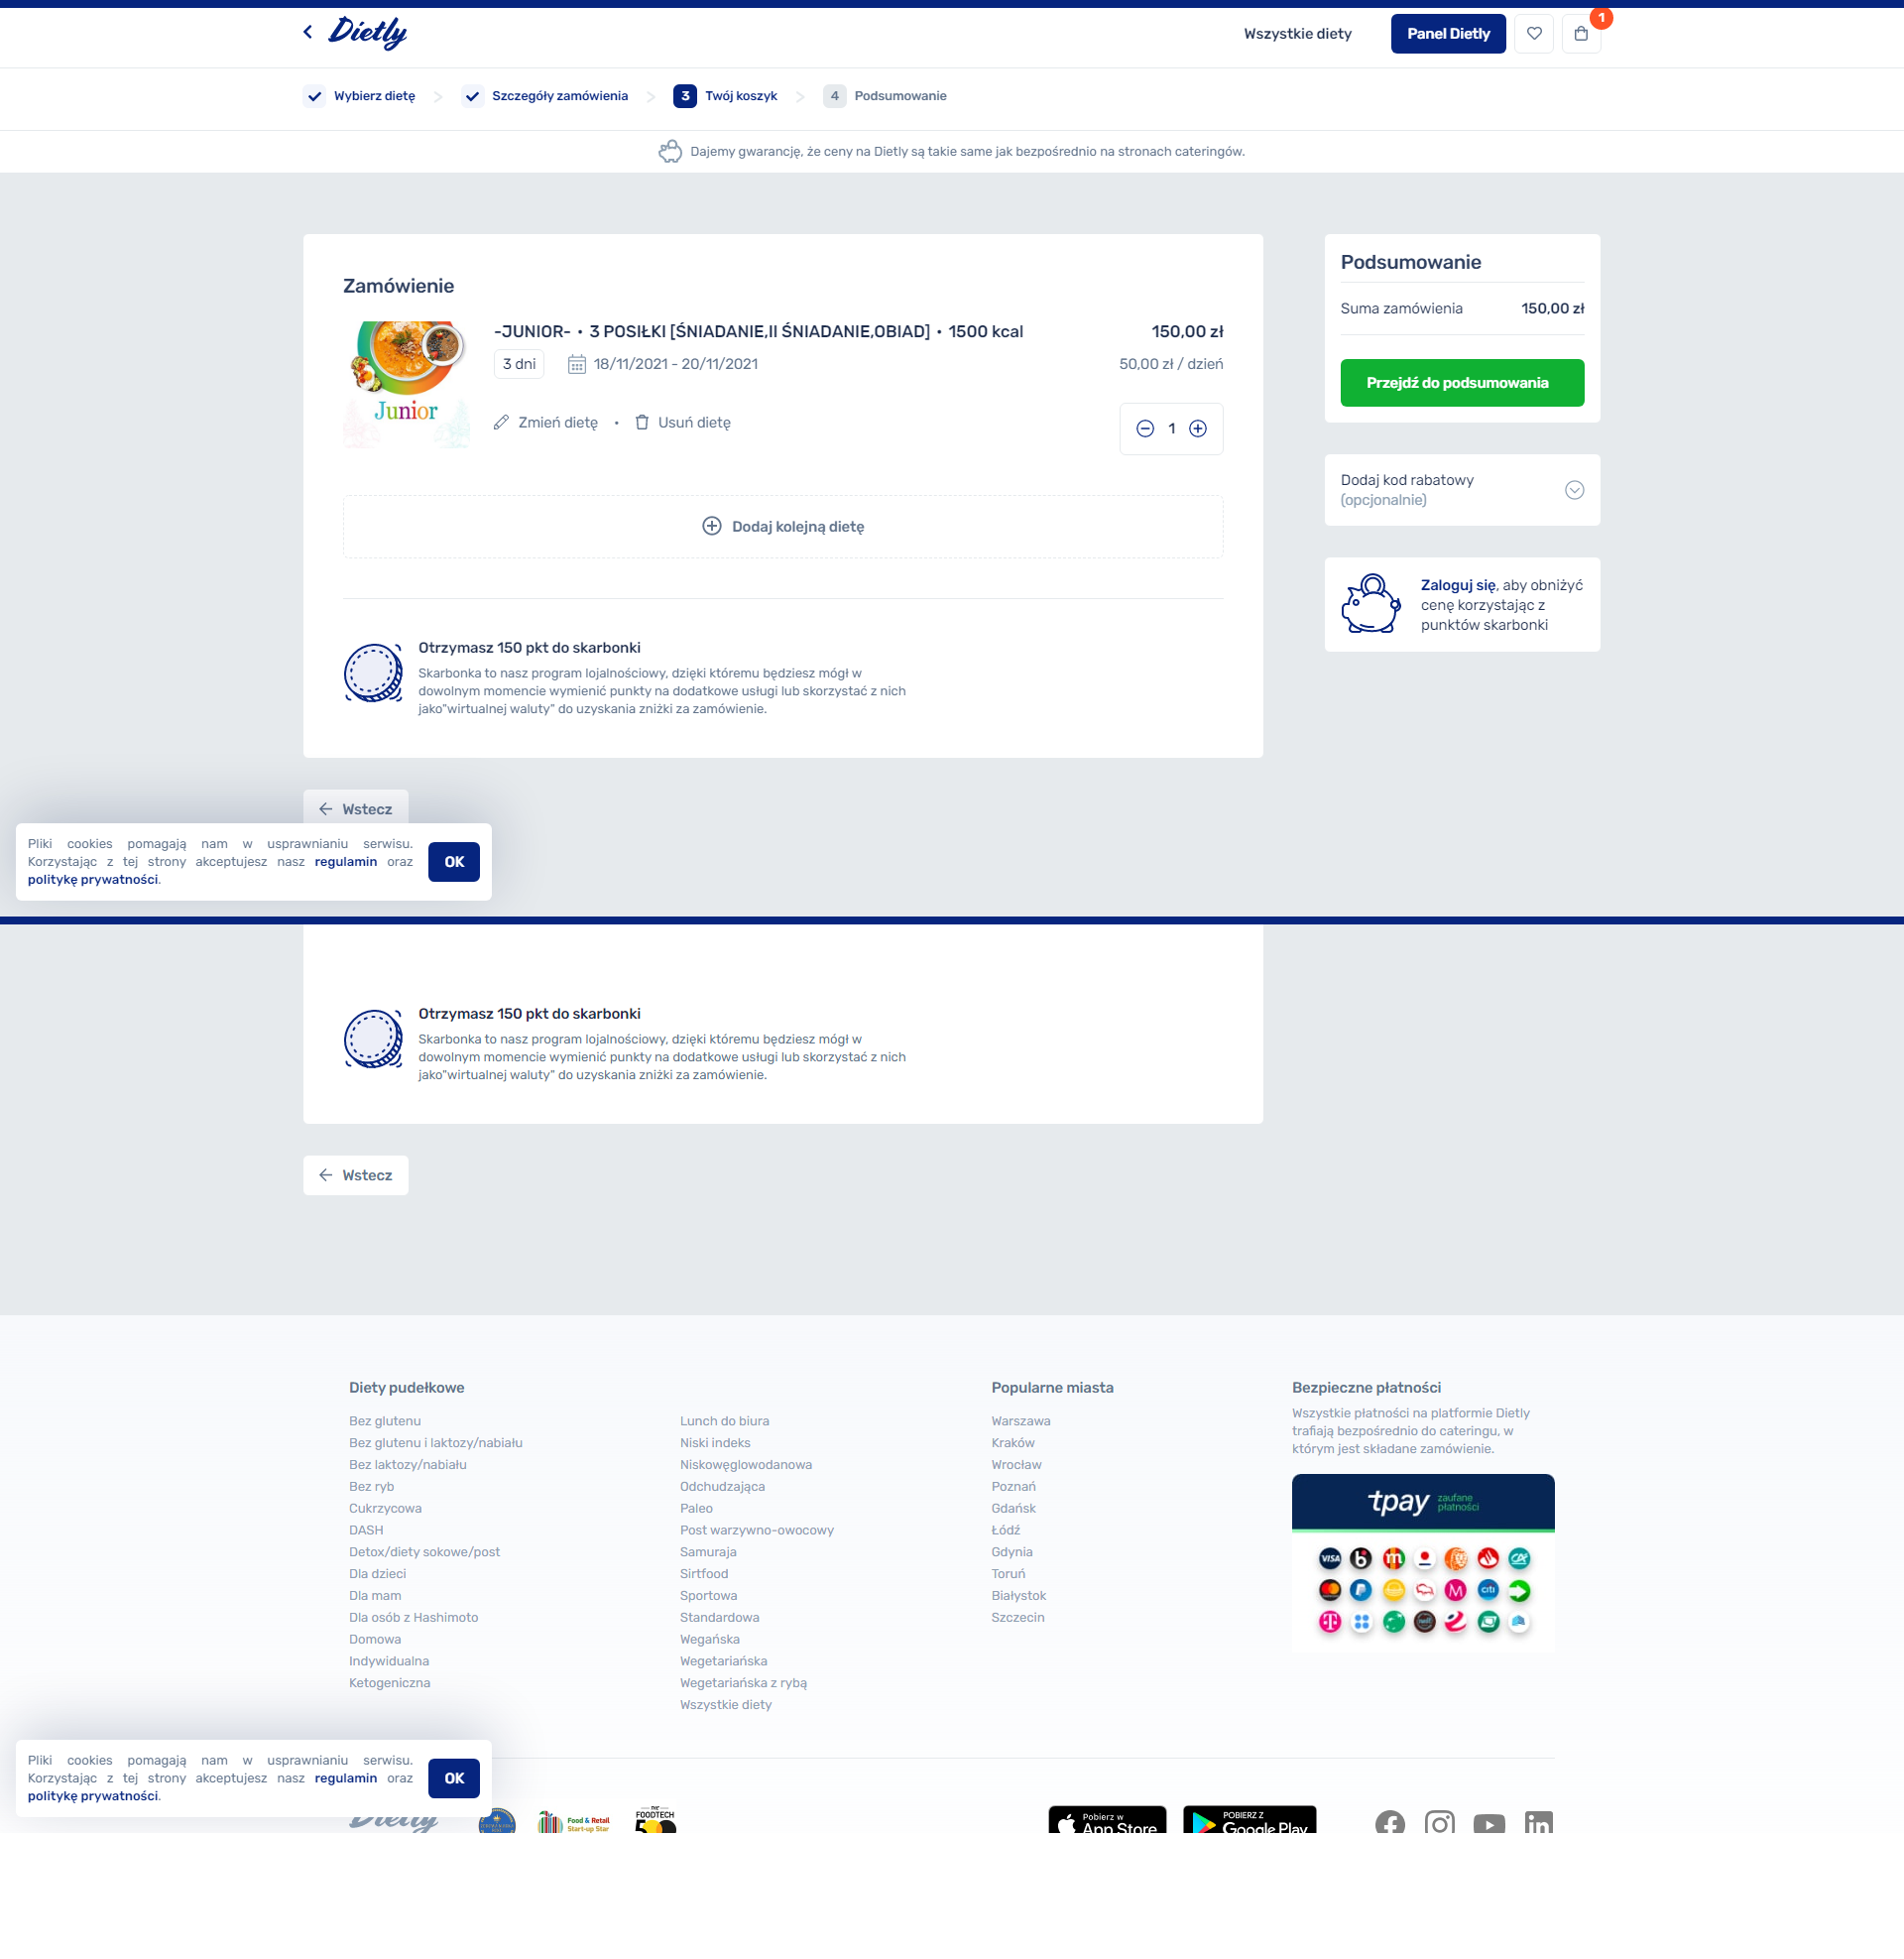 Dietly
Wszystkie diety
Panel Dietly
1
Wybierz dietę
Szczegóły zamówienia
3 Twój koszyk
4 Podsumowanie
Dajemy gwarancję, że ceny na Dietly są takie same jak bezpośrednio na stronach cateringów.
Zamówienie
Junior
-JUNIOR- • 3 POSIŁKI [ŚNIADANIE,II ŚNIADANIE,OBIAD] • 1500 kcal
150,00 zł
3 dni
18/11/2021 - 20/11/2021
50,00 zł / dzień
Zmień dietę • Usuń dietę
1
Dodaj kolejną dietę
Otrzymasz 150 pkt do skarbonki
Skarbonka to nasz program lojalnościowy, dzięki któremu będziesz mógł w
dowolnym momencie wymienić punkty na dodatkowe usługi lub skorzystać z nich
jako"wirtualnej waluty" do uzyskania zniżki za zamówienie.
Podsumowanie
Suma zamówienia 150,00 zł
Przejdź do podsumowania
Dodaj kod rabatowy
(opcjonalnie)
Zaloguj się, aby obniżyć
cenę korzystając z
punktów skarbonki
Wstecz
Pliki cookies pomagają nam w usprawnianiu serwisu.
Korzystając z tej strony akceptujesz nasz regulamin oraz
politykę prywatności.
OK
Otrzymasz 150 pkt do skarbonki
Skarbonka to nasz program lojalnościowy, dzięki któremu będziesz mógł w
dowolnym momencie wymienić punkty na dodatkowe usługi lub skorzystać z nich
jako"wirtualnej waluty" do uzyskania zniżki za zamówienie.
Wstecz
Diety pudełkowe
Bez glutenu
Bez glutenu i laktozy/nabiału
Bez laktozy/nabiału
Bez ryb
Cukrzycowa
DASH
Detox/diety sokowe/post
Dla dzieci
Dla mam
Dla osób z Hashimoto
Domowa
Indywidualna
Ketogeniczna
Lunch do biura
Niski indeks
Niskowęglowodanowa
Odchudzająca
Paleo
Post warzywno-owocowy
Samuraja
Sirtfood
Sportowa
Standardowa
Wegańska
Wegetariańska
Wegetariańska z rybą
Wszystkie diety
Popularne miasta
Warszawa
Kraków
Wrocław
Poznań
Gdańsk
Łódź
Gdynia
Toruń
Białystok
Szczecin
Bezpieczne płatności
Wszystkie płatności na platformie Dietly
trafiają bezpośrednio do cateringu, w
którym jest składane zamówienie.
tpay zaufane
płatności
VISA
citi
Pliki cookies pomagają nam w usprawnianiu serwisu.
Korzystając z tej strony akceptujesz nasz regulamin oraz
politykę prywatności.
OK
Dietly
Food & Retail
Start-up Star
THE
FOODTECH
Pobierz w
App Store
POBIERZ Z
Google Play